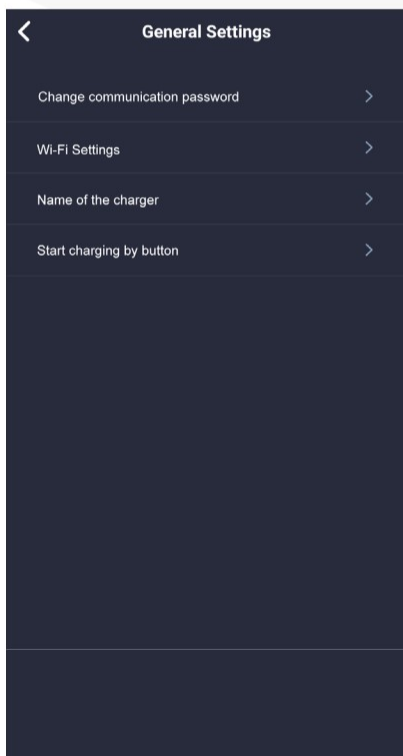 General Settings
Change communication password
Wi-Fi Settings
Name of the charger
Start charging by button